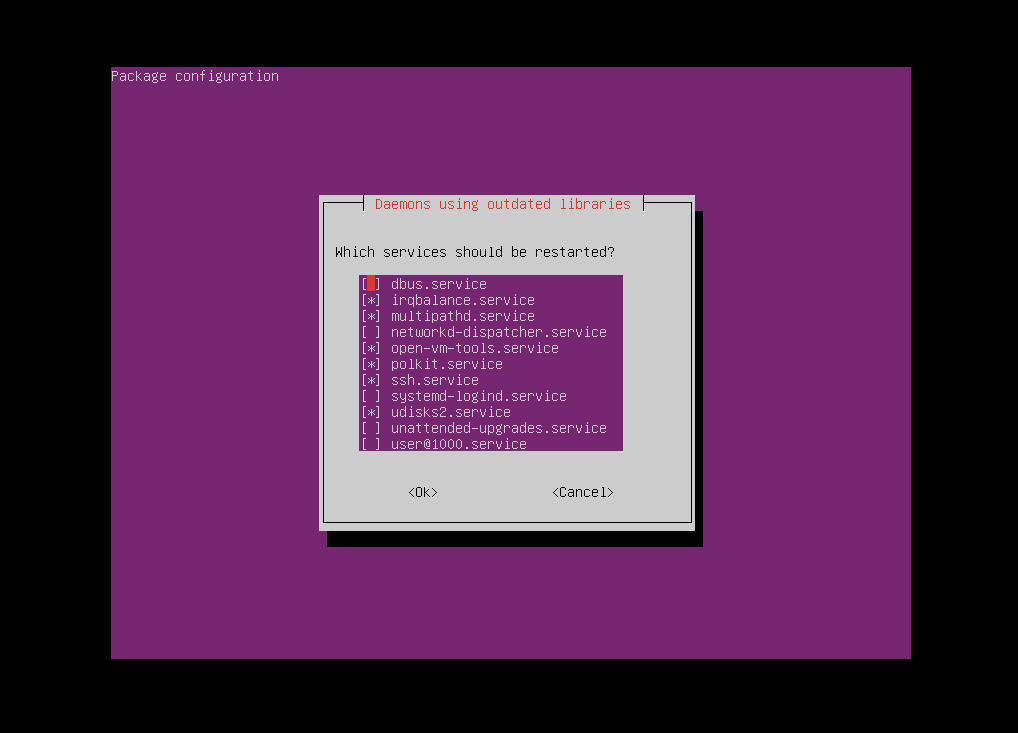 Package configuration
Daemons using outdated libraries
Which services should be restarted?
[ ] dbus.service
[*] irqbalance.service
[*] multipathd.service
[ ] networkd-dispatcher.service
[*] open-vm-tools.service
[*] polkit.service
[*] ssh.service
[ ] systemd-logind.service
[*] udisks2.service
[ ] unattended-upgrades.service
[ ] user@1000.service
<Ok> <Cancel>